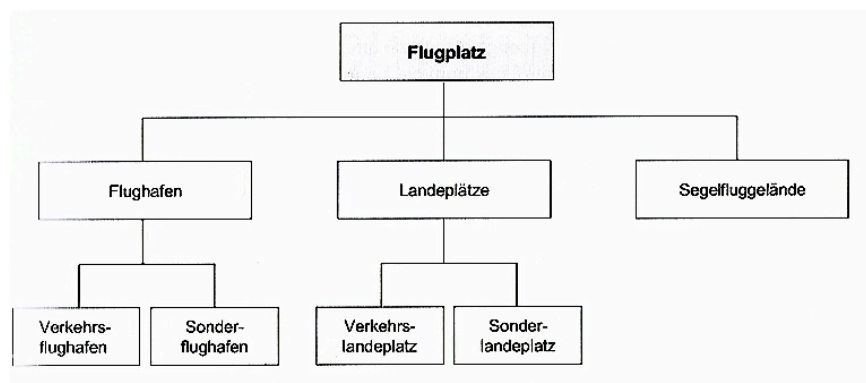 Flugplatz
Flughafen
Landeplätze
Segelfluggelände
Verkehrs-
flughafen
Sonder-
flughafen
Verkehrs-
landeplatz
Sonder-
landeplatz